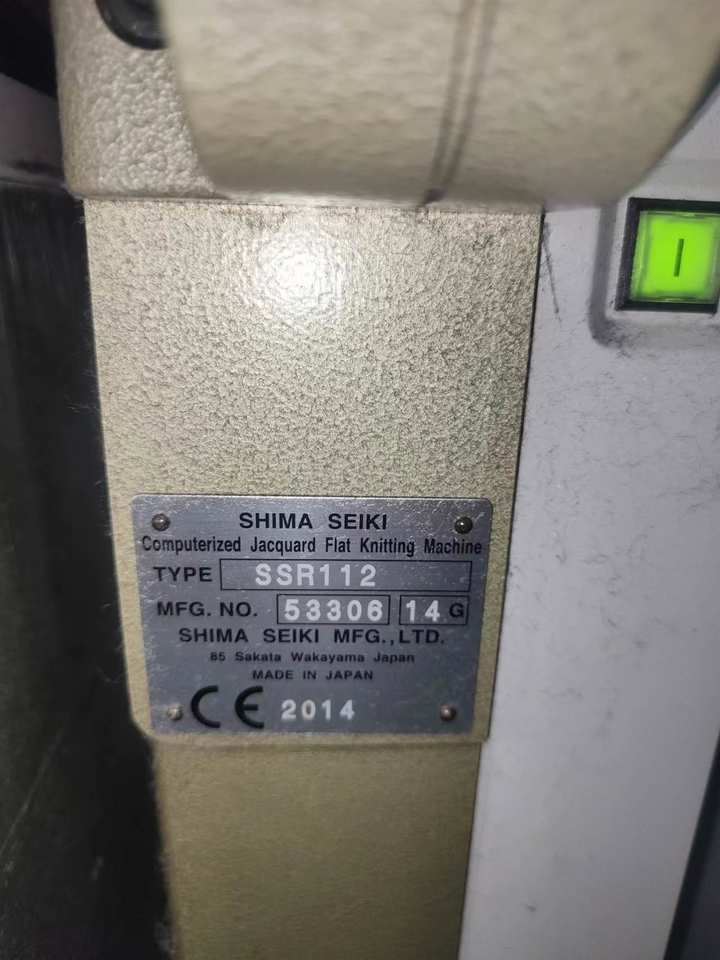 I
SHIMA SEIKI
Computerized Jacquard Flat Knitting Machine
TYPE SSR112
MFG. NO. 53306 14 G
SHIMA SEIKI MFG., LTD.
85 Sakata Wakayama Japan
MADE IN JAPAN
CE 2014